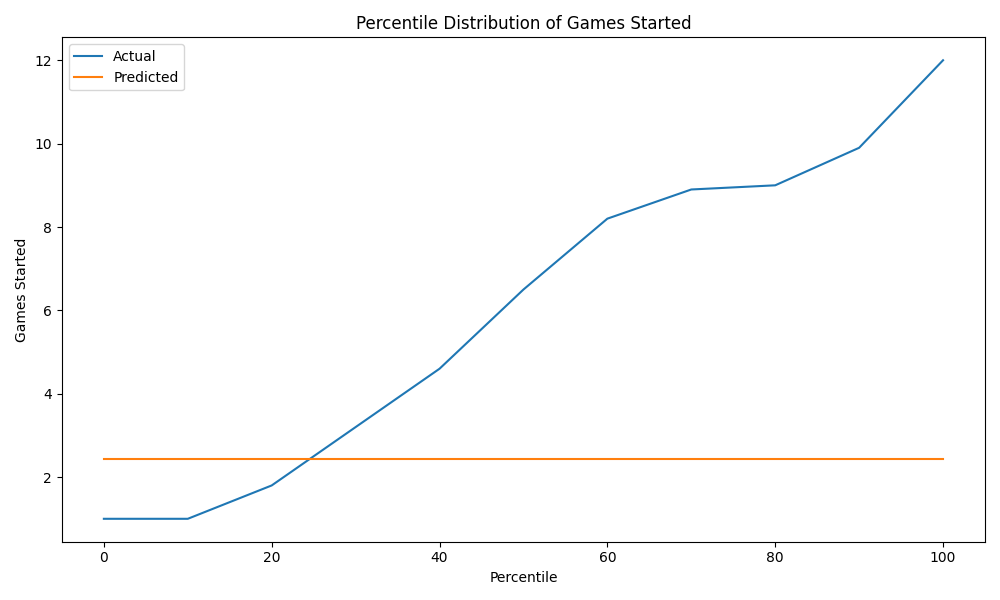 Percentile Distribution of Games Started
Actual
Predicted
12
10
8
6
4
2
Games Started
0 20 40 60 80 100
Percentile